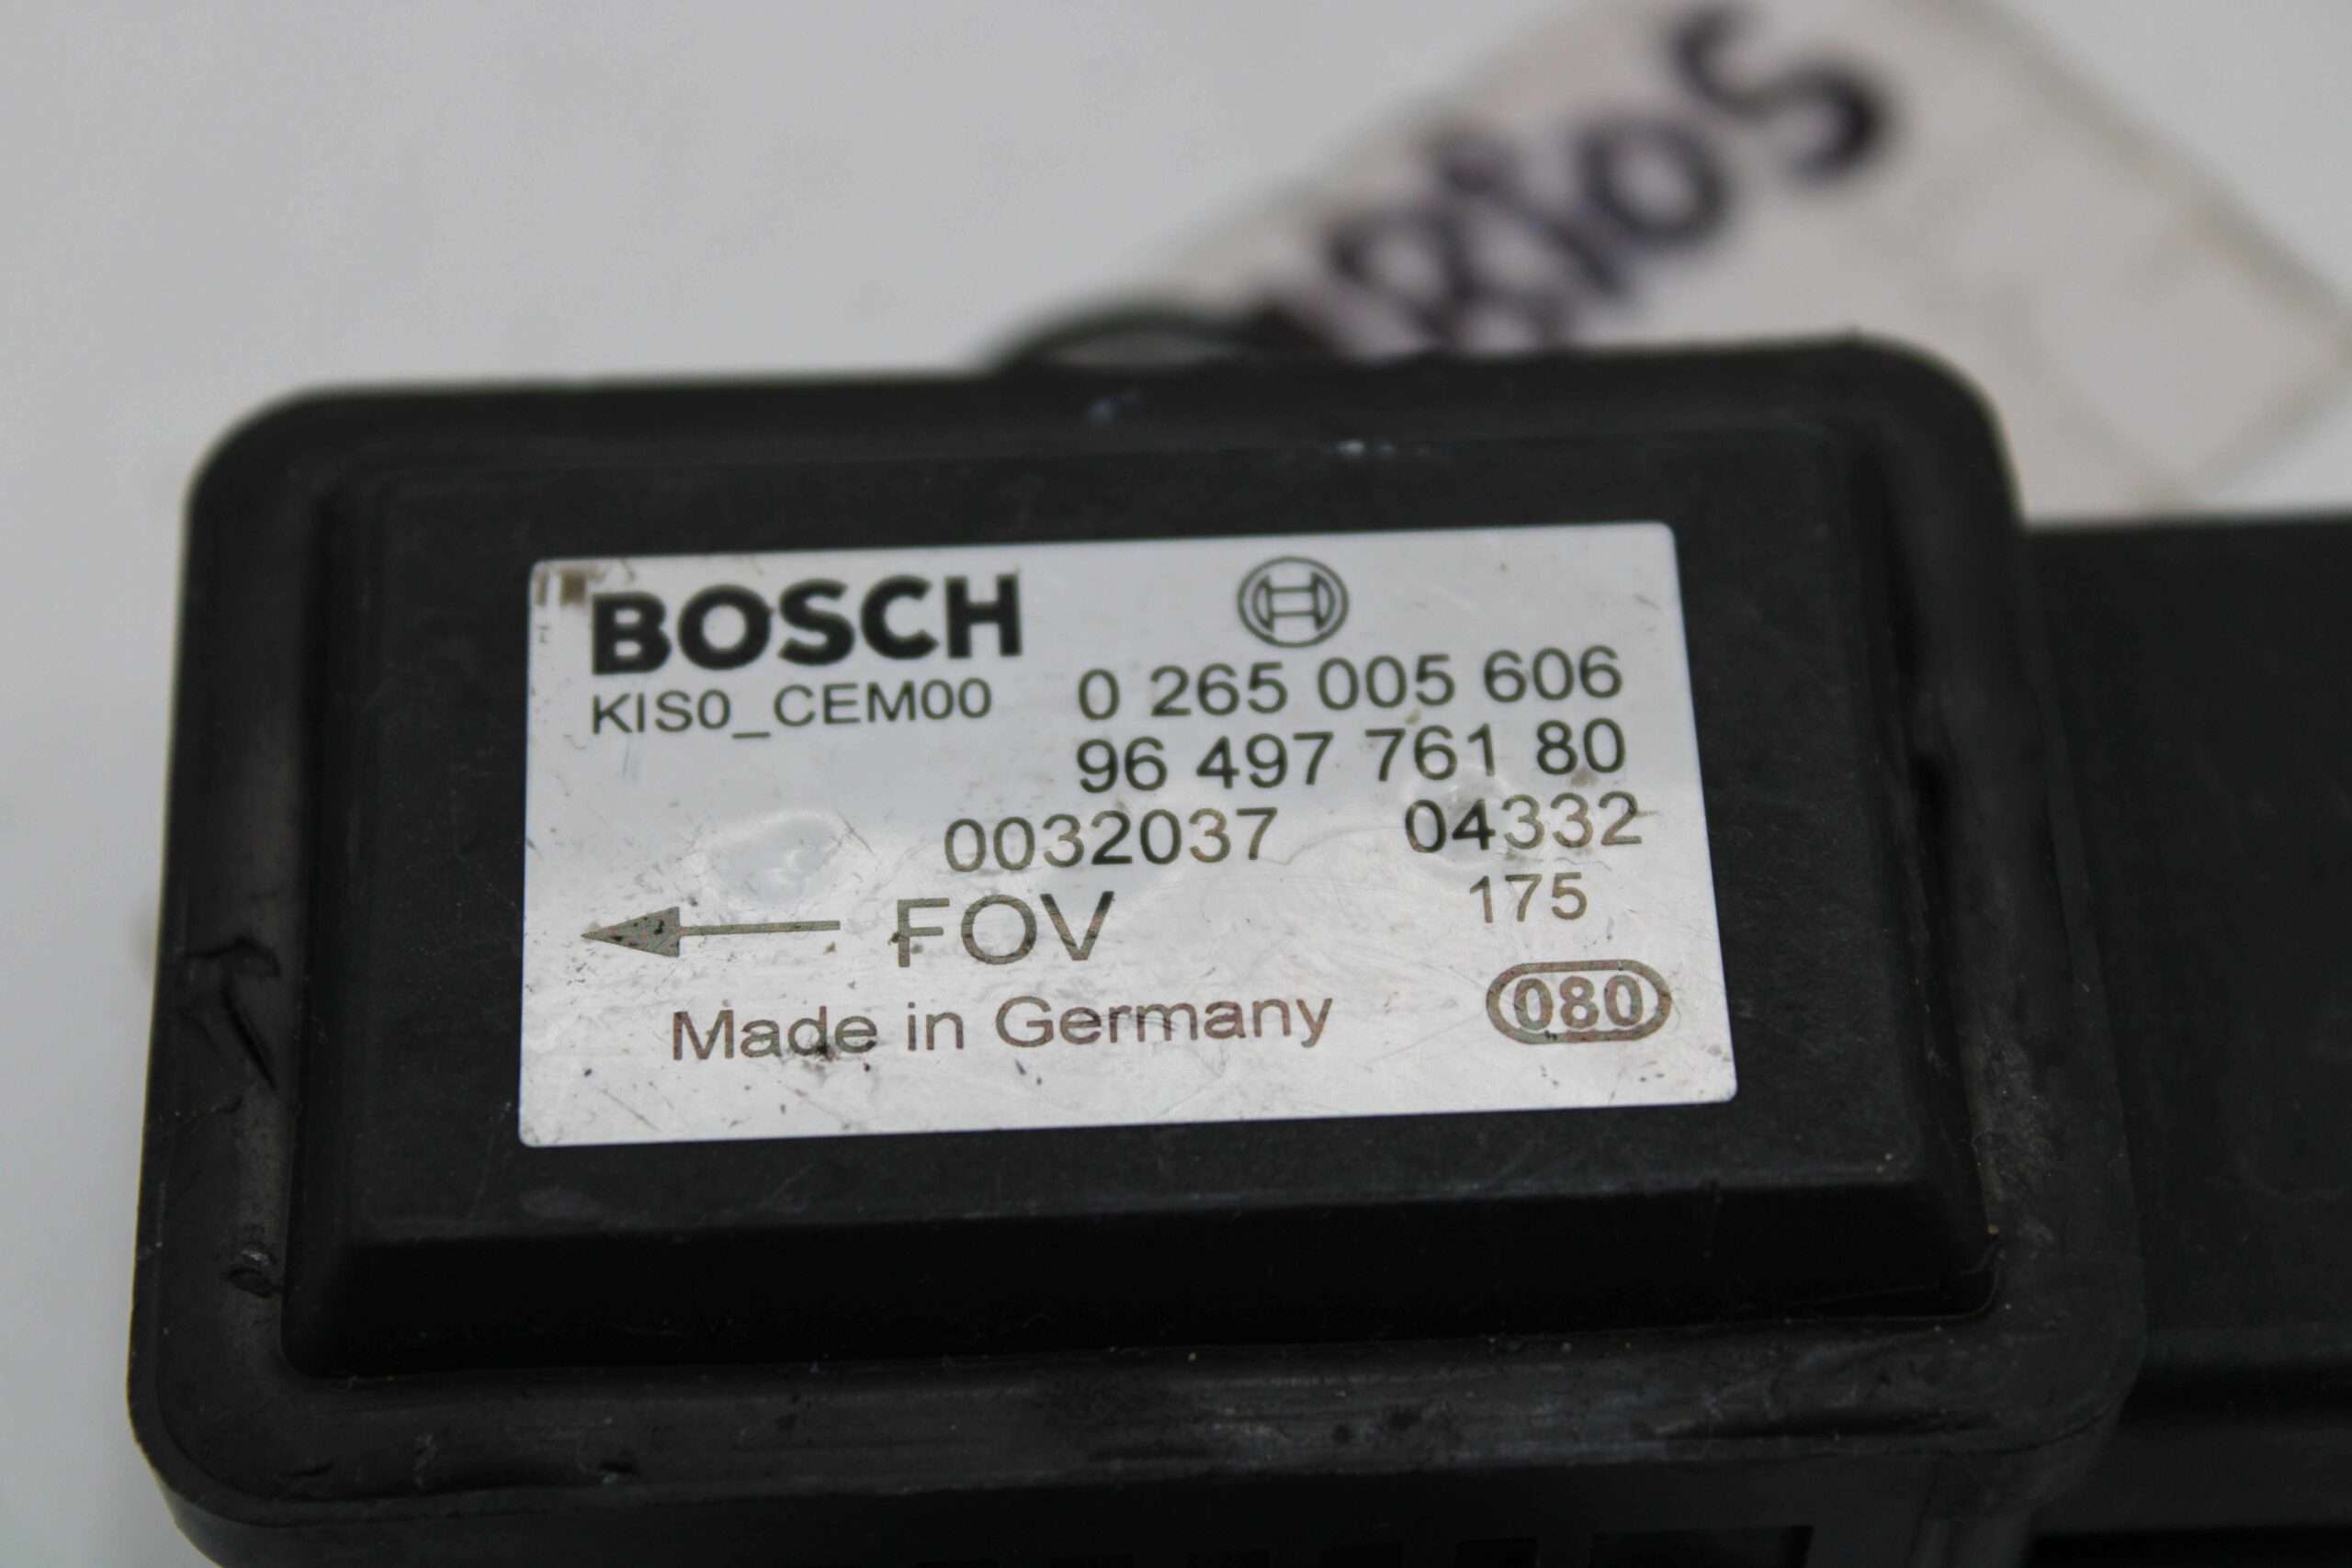 BOSCH
KIS0_CEM00 0 265 005 606
96 497 761 80
0032037 04332
FOV 175
Made in Germany 080